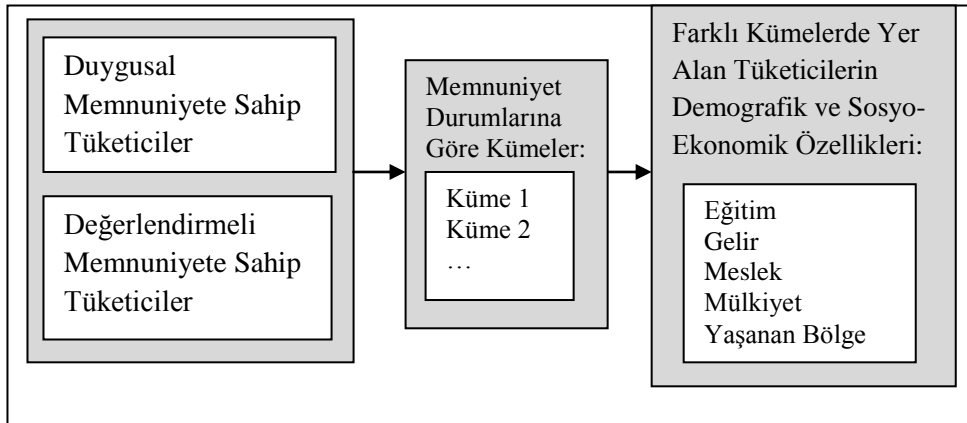 Duygusal
Memnuniyete Sahip
Tüketiciler
Değerlendirmeli
Memnuniyete Sahip
Tüketiciler
Memnuniyet
Durumlarına
Göre Kümeler:
Küme 1
Küme 2
…
Farklı Kümelerde Yer
Alan Tüketicilerin
Demografik ve Sosyo-
Ekonomik Özellikleri:
Eğitim
Gelir
Meslek
Mülkiyet
Yaşanan Bölge